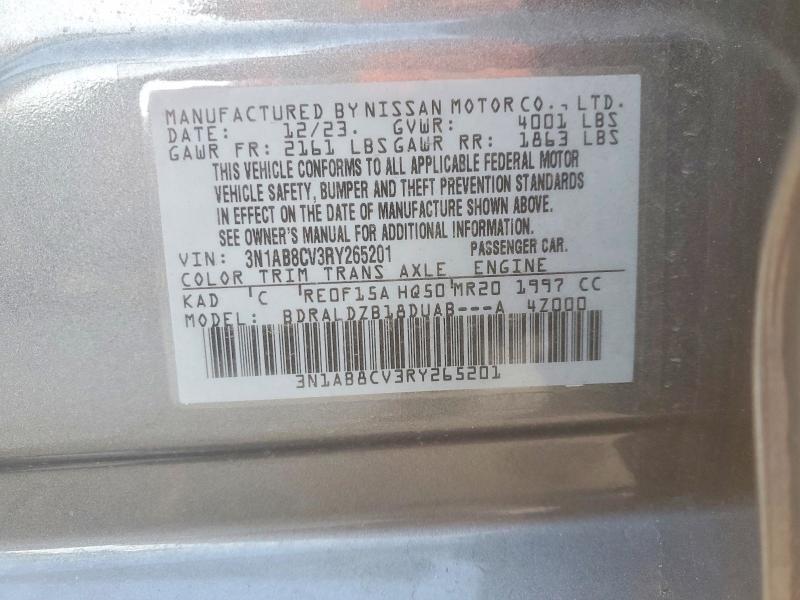 MANUFACTURED BY NISSAN MOTOR CO., LTD.
DATE: 12/23. GVWR: 4001 LBS
GAWR FR: 2161 LBS GAWR RR: 1863 LBS
THIS VEHICLE CONFORMS TO ALL APPLICABLE FEDERAL MOTOR
VEHICLE SAFETY, BUMPER AND THEFT PREVENTION STANDARDS
IN EFFECT ON THE DATE OF MANUFACTURE SHOWN ABOVE.
SEE OWNER'S MANUAL FOR ADDITIONAL INFORMATION.
VIN: 3N1AB8CV3RY265201 PASSENGER CAR.
COLOR TRIM TRANS AXLE ENGINE
KAD C RE0F15A HQ50 MR20 1997 CC
MODEL: BDRALDZB18DUAB---A 4Z000
3N1AB8CV3RY265201